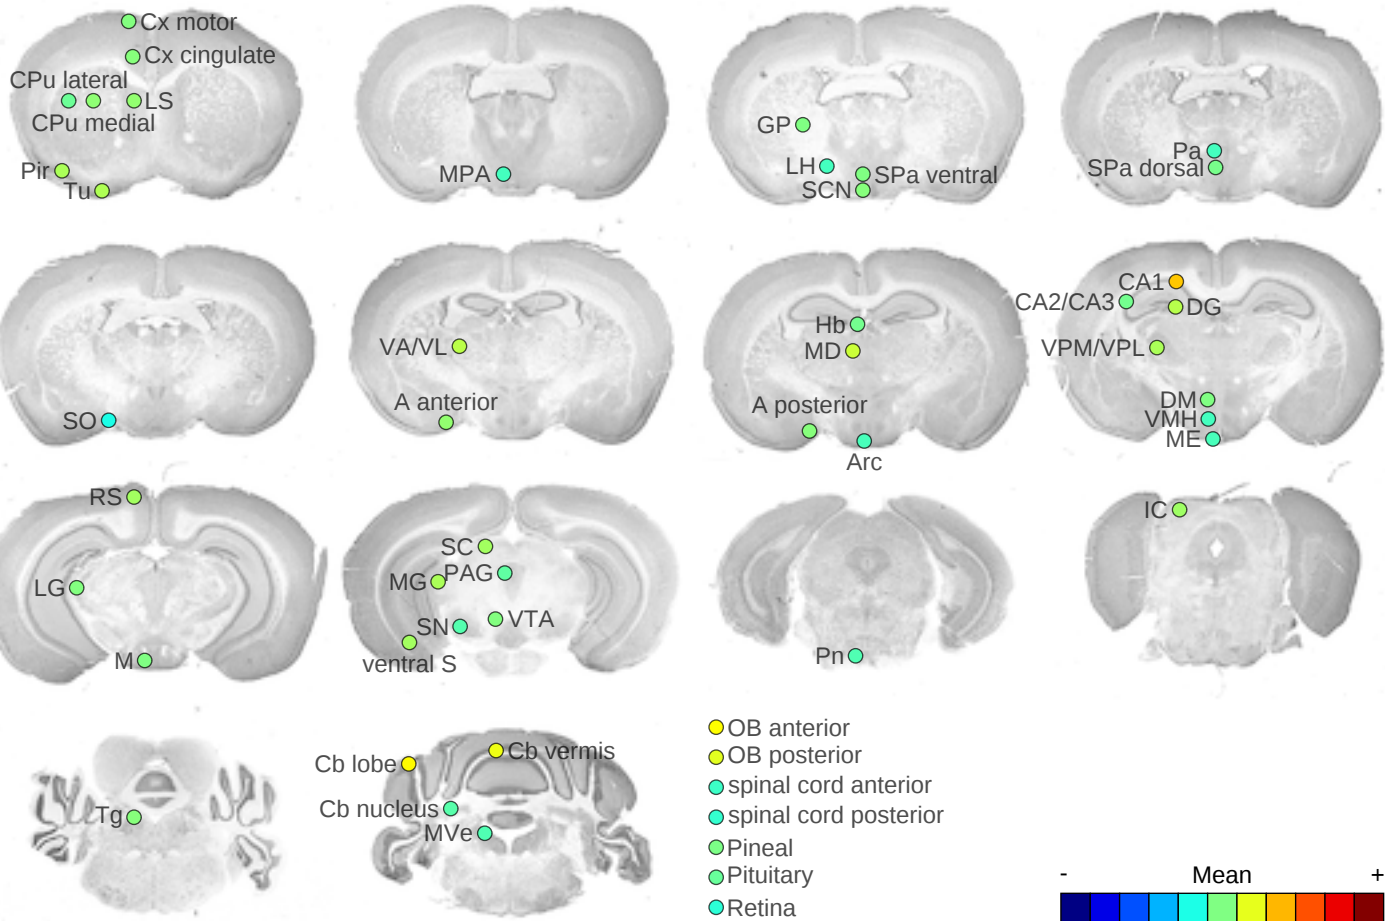 Cx motor
Cx cingulate
CPu lateral
LS
CPu medial
Pir
Tu
MPA
GP
LH
SPa ventral
SCN
Pa
SPa dorsal
SO
VA/VL
A anterior
Hb
MD
A posterior
Arc
CA1
CA2/CA3
DG
VPM/VPL
DM
VMH
ME
RS
LG
M
SC
PAG
MG
VTA
SN
ventral S
Pn
IC
Tg
Cb vermis
Cb lobe
Cb nucleus
MVe
OB anterior
OB posterior
spinal cord anterior
spinal cord posterior
Pineal
Pituitary
Retina
- Mean +